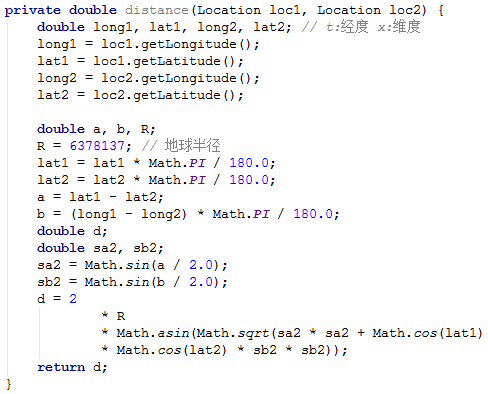 private double distance(Location loc1, Location loc2) {
    double long1, lat1, long2, lat2; // t:经度 x:维度
    long1 = loc1.getLongitude();
    lat1 = loc1.getLatitude();
    long2 = loc2.getLongitude();
    lat2 = loc2.getLatitude();

    double a, b, R;
    R = 6378137; // 地球半径
    lat1 = lat1 * Math.PI / 180.0;
    lat2 = lat2 * Math.PI / 180.0;
    a = lat1 - lat2;
    b = (long1 - long2) * Math.PI / 180.0;
    double d;
    double sa2, sb2;
    sa2 = Math.sin(a / 2.0);
    sb2 = Math.sin(b / 2.0);
    d = 2
            * R
            * Math.asin(Math.sqrt(sa2 * sa2 + Math.cos(lat1)
            * Math.cos(lat2) * sb2 * sb2));
    return d;
}